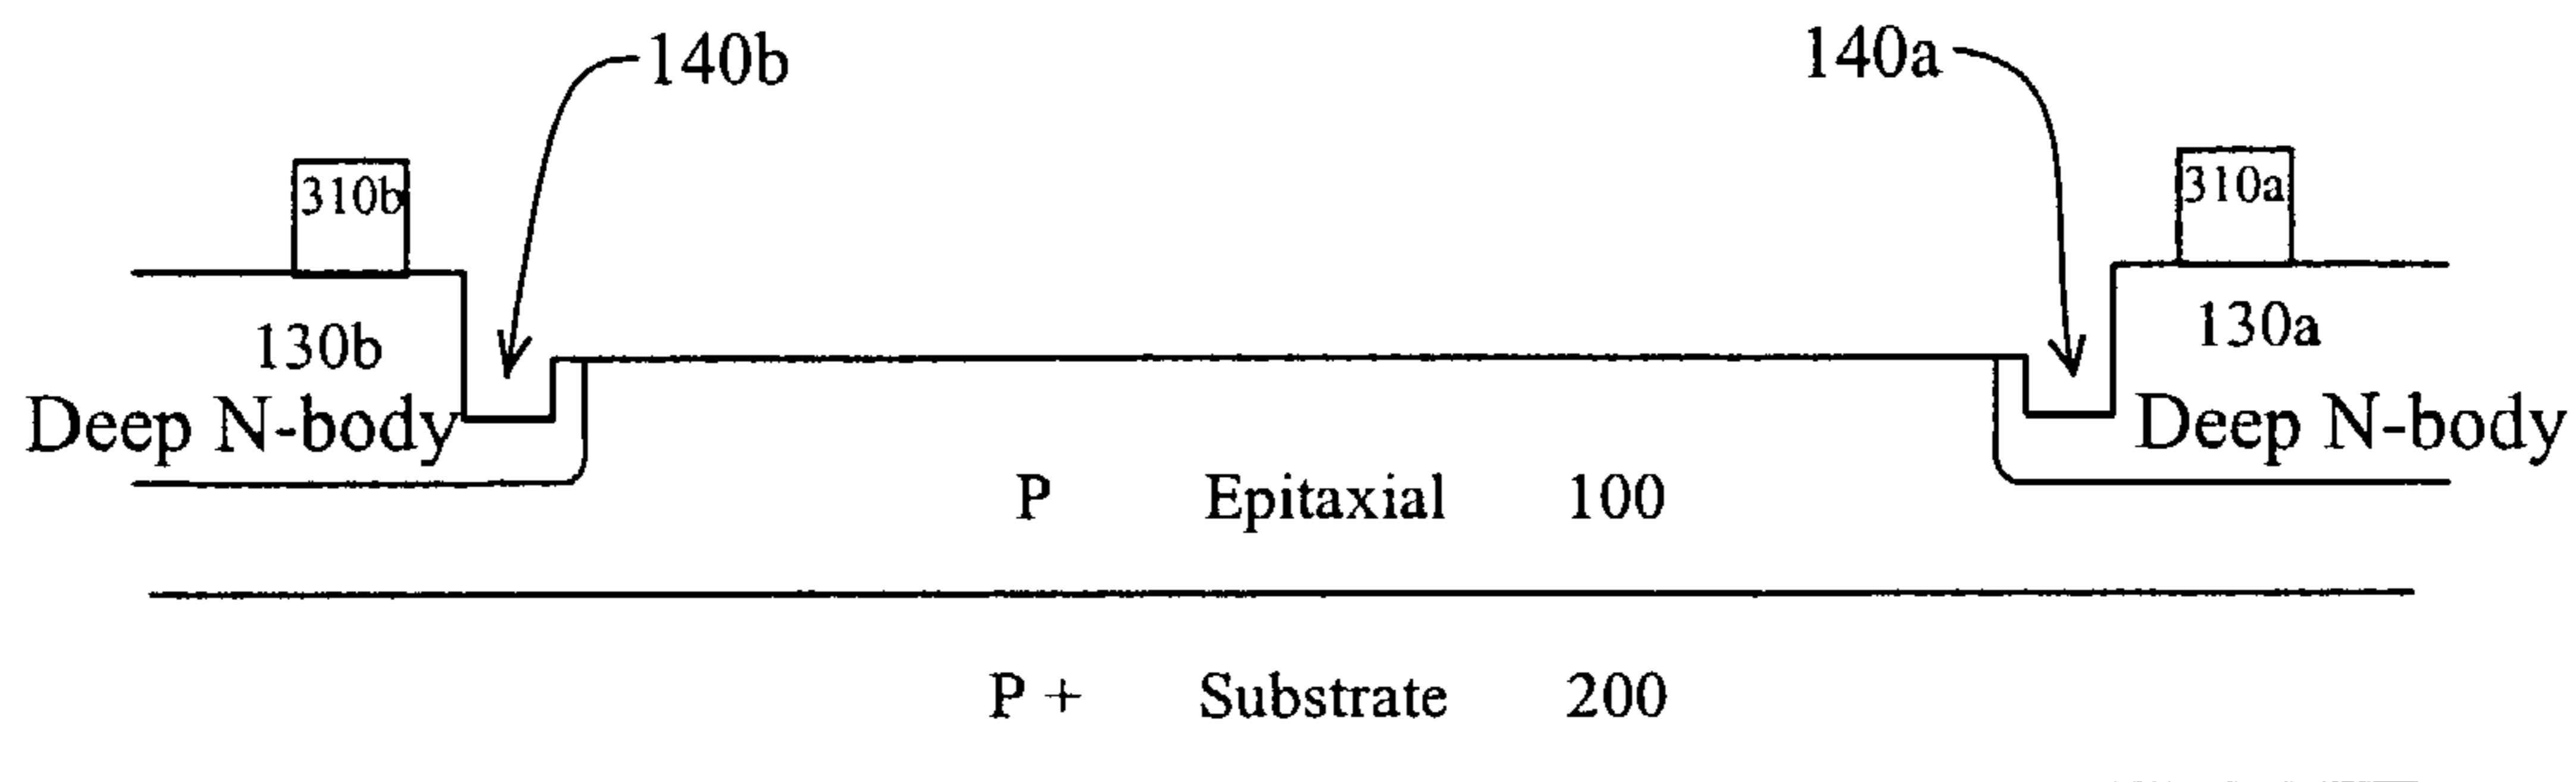 140b
140a
310b
310a
130b
130a
Deep N-body
Deep N-body
P Epitaxial 100
P + Substrate 200